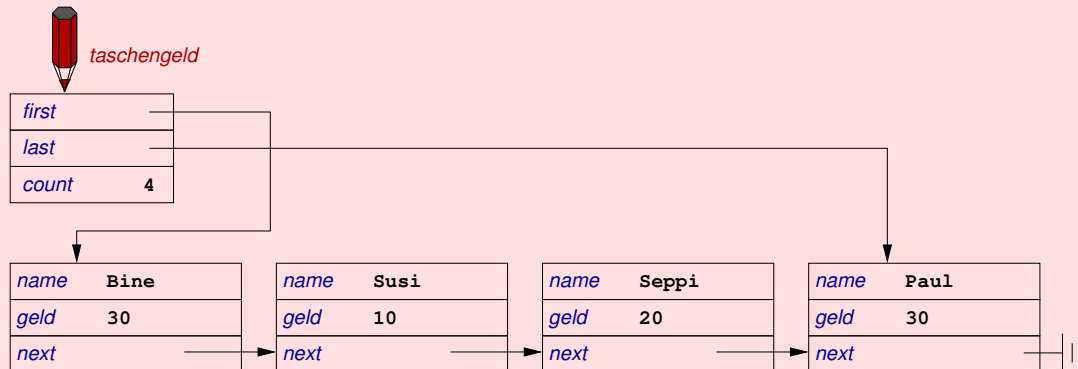 taschengeld
first
last
count 4
name Bine name Susi name Seppi name Paul
geld 30 geld 10 geld 20 geld 30
next next next next